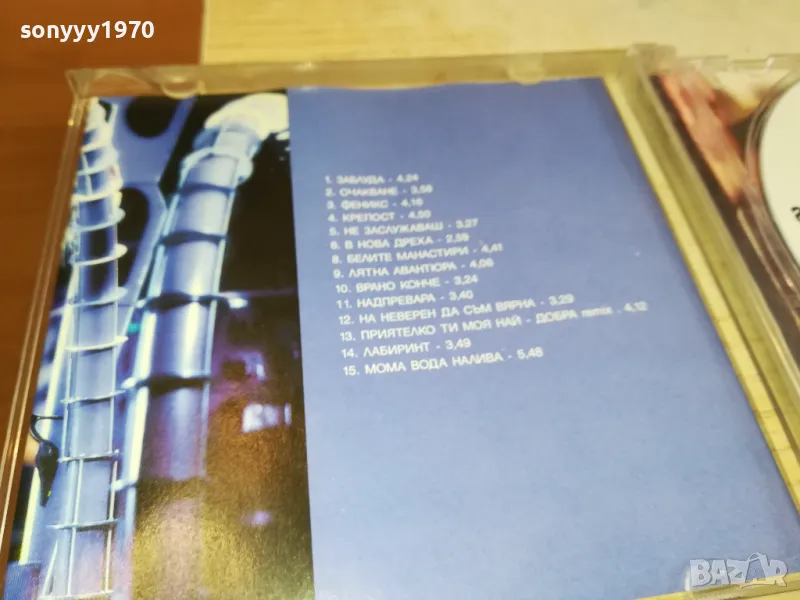 sonyyy1970
1. ЗАБЛУДА - 4,24
2. ОЧАКВАНЕ - 3,58
3. ФЕНИКС - 4,16
4. КРЕПОСТ - 4,50
5. НЕ ЗАСЛУЖАВАШ - 3,27
6. В НОВА ДРЕХА - 2,59
8. БЕЛИТЕ МАНАСТИРИ - 4,41
9. ЛЯТНА АВАНТЮРА - 4,06
10. ВРАНО КОНЧЕ - 3,24
11. НАДПРЕВАРА - 3,40
12. НА НЕВЕРЕН ДА СЪМ ВЯРНА - 3,29
13. ПРИЯТЕЛКО ТИ МОЯ НАЙ - ДОБРА remix - 4,12
14. ЛАБИРИНТ - 3,49
15. МОМА ВОДА НАЛИВА - 5,48
BAZAR